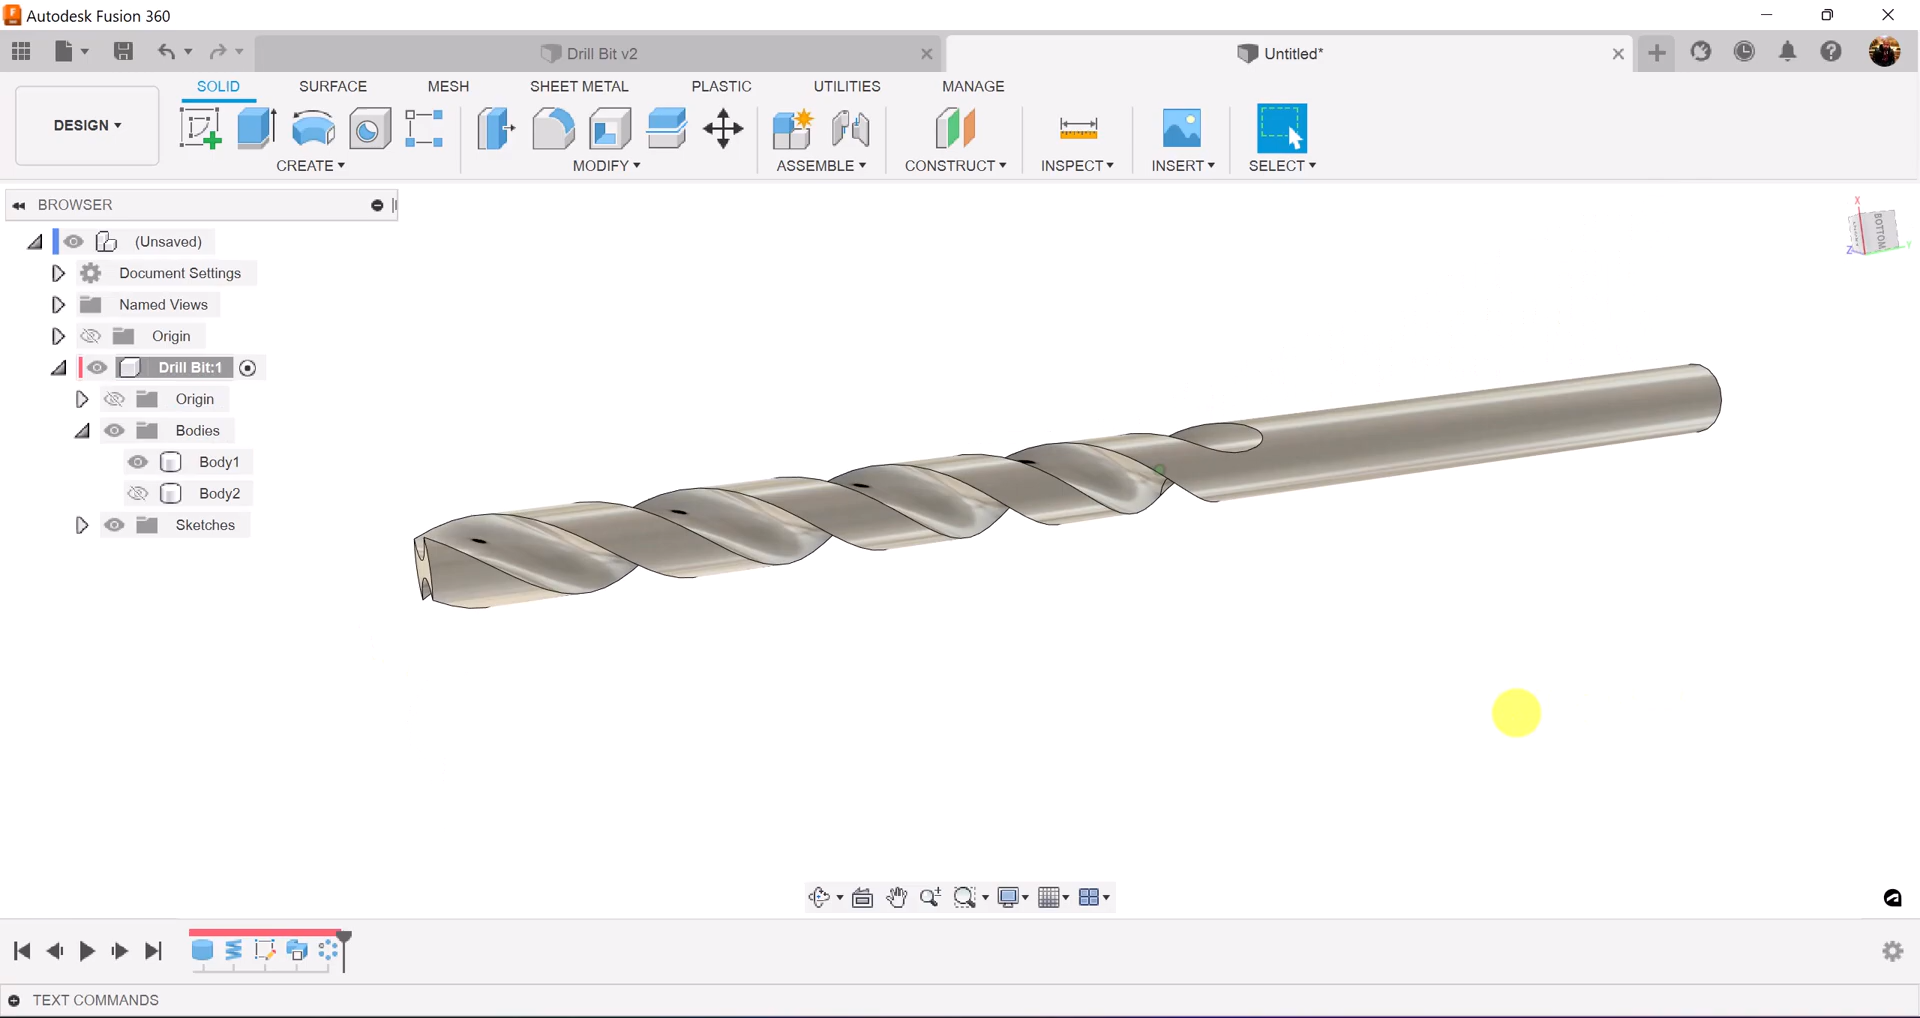 Autodesk Fusion 360
Drill Bit v2
Untitled*
DESIGN
SOLID
SURFACE
MESH
SHEET METAL
PLASTIC
UTILITIES
MANAGE
CREATE
MODIFY
ASSEMBLE
CONSTRUCT
INSPECT
INSERT
SELECT
BROWSER
(Unsaved)
Document Settings
Named Views
Origin
Drill Bit:1
Origin
Bodies
Body1
Body2
Sketches
X
BOTTOM
Y
Z
TEXT COMMANDS